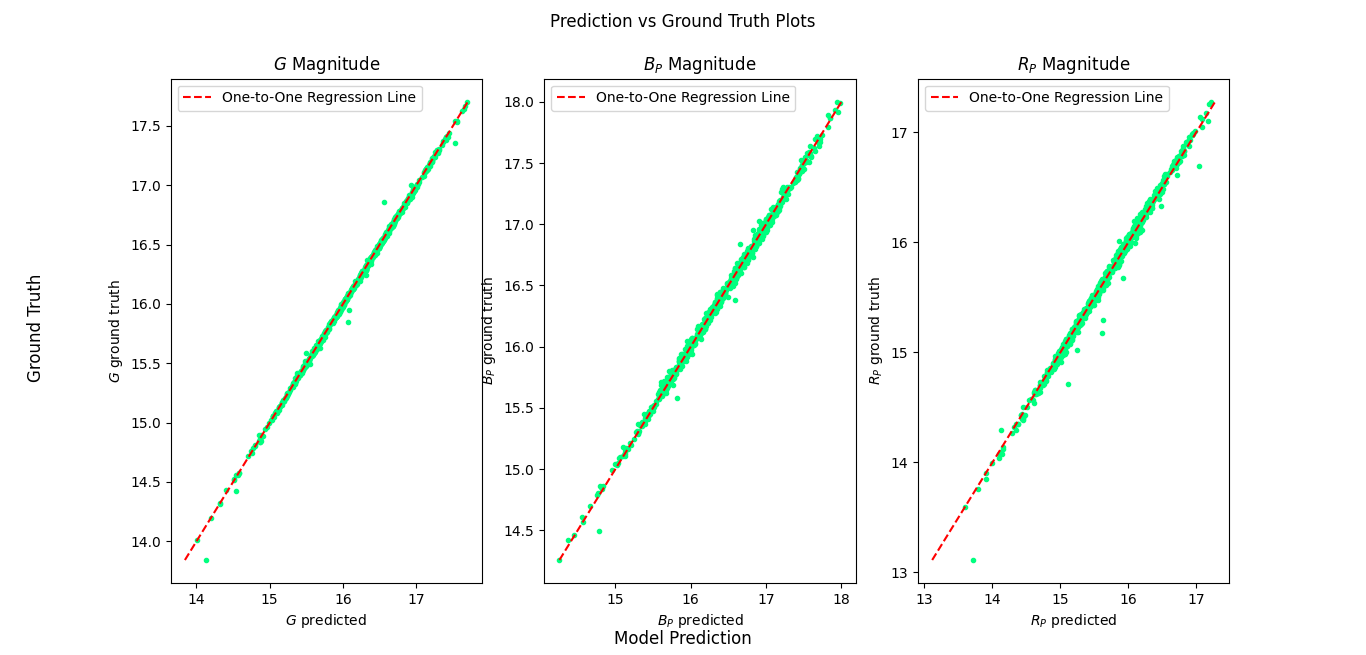 Prediction vs Ground Truth Plots
G Magnitude
One-to-One Regression Line
17.5
17.0
16.5
16.0
15.5
15.0
14.5
14.0
14 15 16 17
G predicted
G ground truth
B_P Magnitude
One-to-One Regression Line
18.0
17.5
17.0
16.5
16.0
15.5
15.0
14.5
15 16 17 18
B_P predicted
B_P ground truth
R_P Magnitude
One-to-One Regression Line
17
16
15
14
13
13 14 15 16 17
R_P predicted
R_P ground truth
Ground Truth
Model Prediction